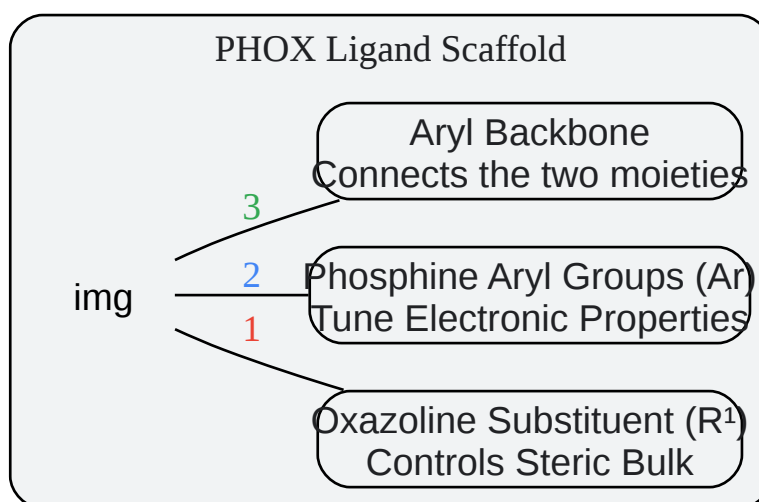 PHOX Ligand Scaffold
Aryl Backbone
Connects the two moieties
3
img
2
Phosphine Aryl Groups (Ar)
Tune Electronic Properties
1
Oxazoline Substituent (R¹)
Controls Steric Bulk